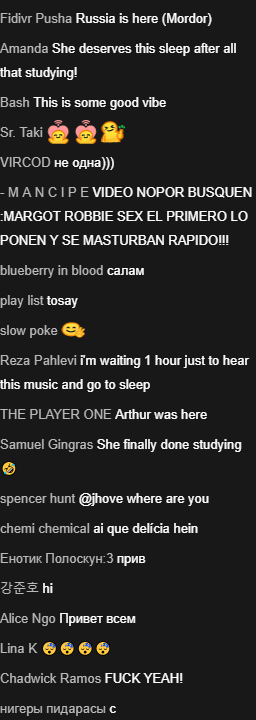 Fidivr Pusha Russia is here (Mordor)
Amanda She deserves this sleep after all
that studying!
Bash This is some good vibe
Sr. Taki
VIRCOD не одна)))
- M A N C I P E VIDEO NOPOR BUSQUEN
:MARGOT ROBBIE SEX EL PRIMERO LO
PONEN Y SE MASTURBAN RAPIDO!!!
blueberry in blood салам
play list tosay
slow poke
Reza Pahlevi i'm waiting 1 hour just to hear
this music and go to sleep
THE PLAYER ONE Arthur was here
Samuel Gingras She finally done studying
spencer hunt @jhove where are you
chemi chemical ai que delícia hein
Енотик Полоскун:3 прив
강준호 hi
Alice Ngo Привет всем
Lina K
Chadwick Ramos FUCK YEAH!
нигеры пидарасы с